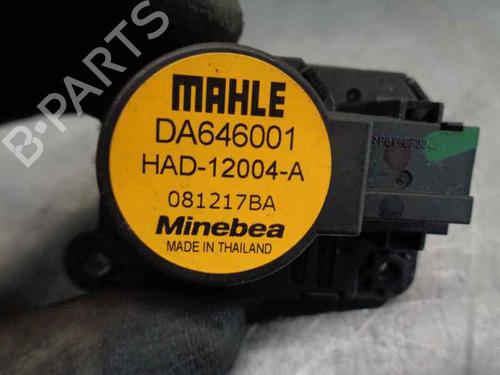 MAHLE
DA646001
HAD-12004-A
081217BA
Minebea
MADE IN THAILAND
B-PARTS